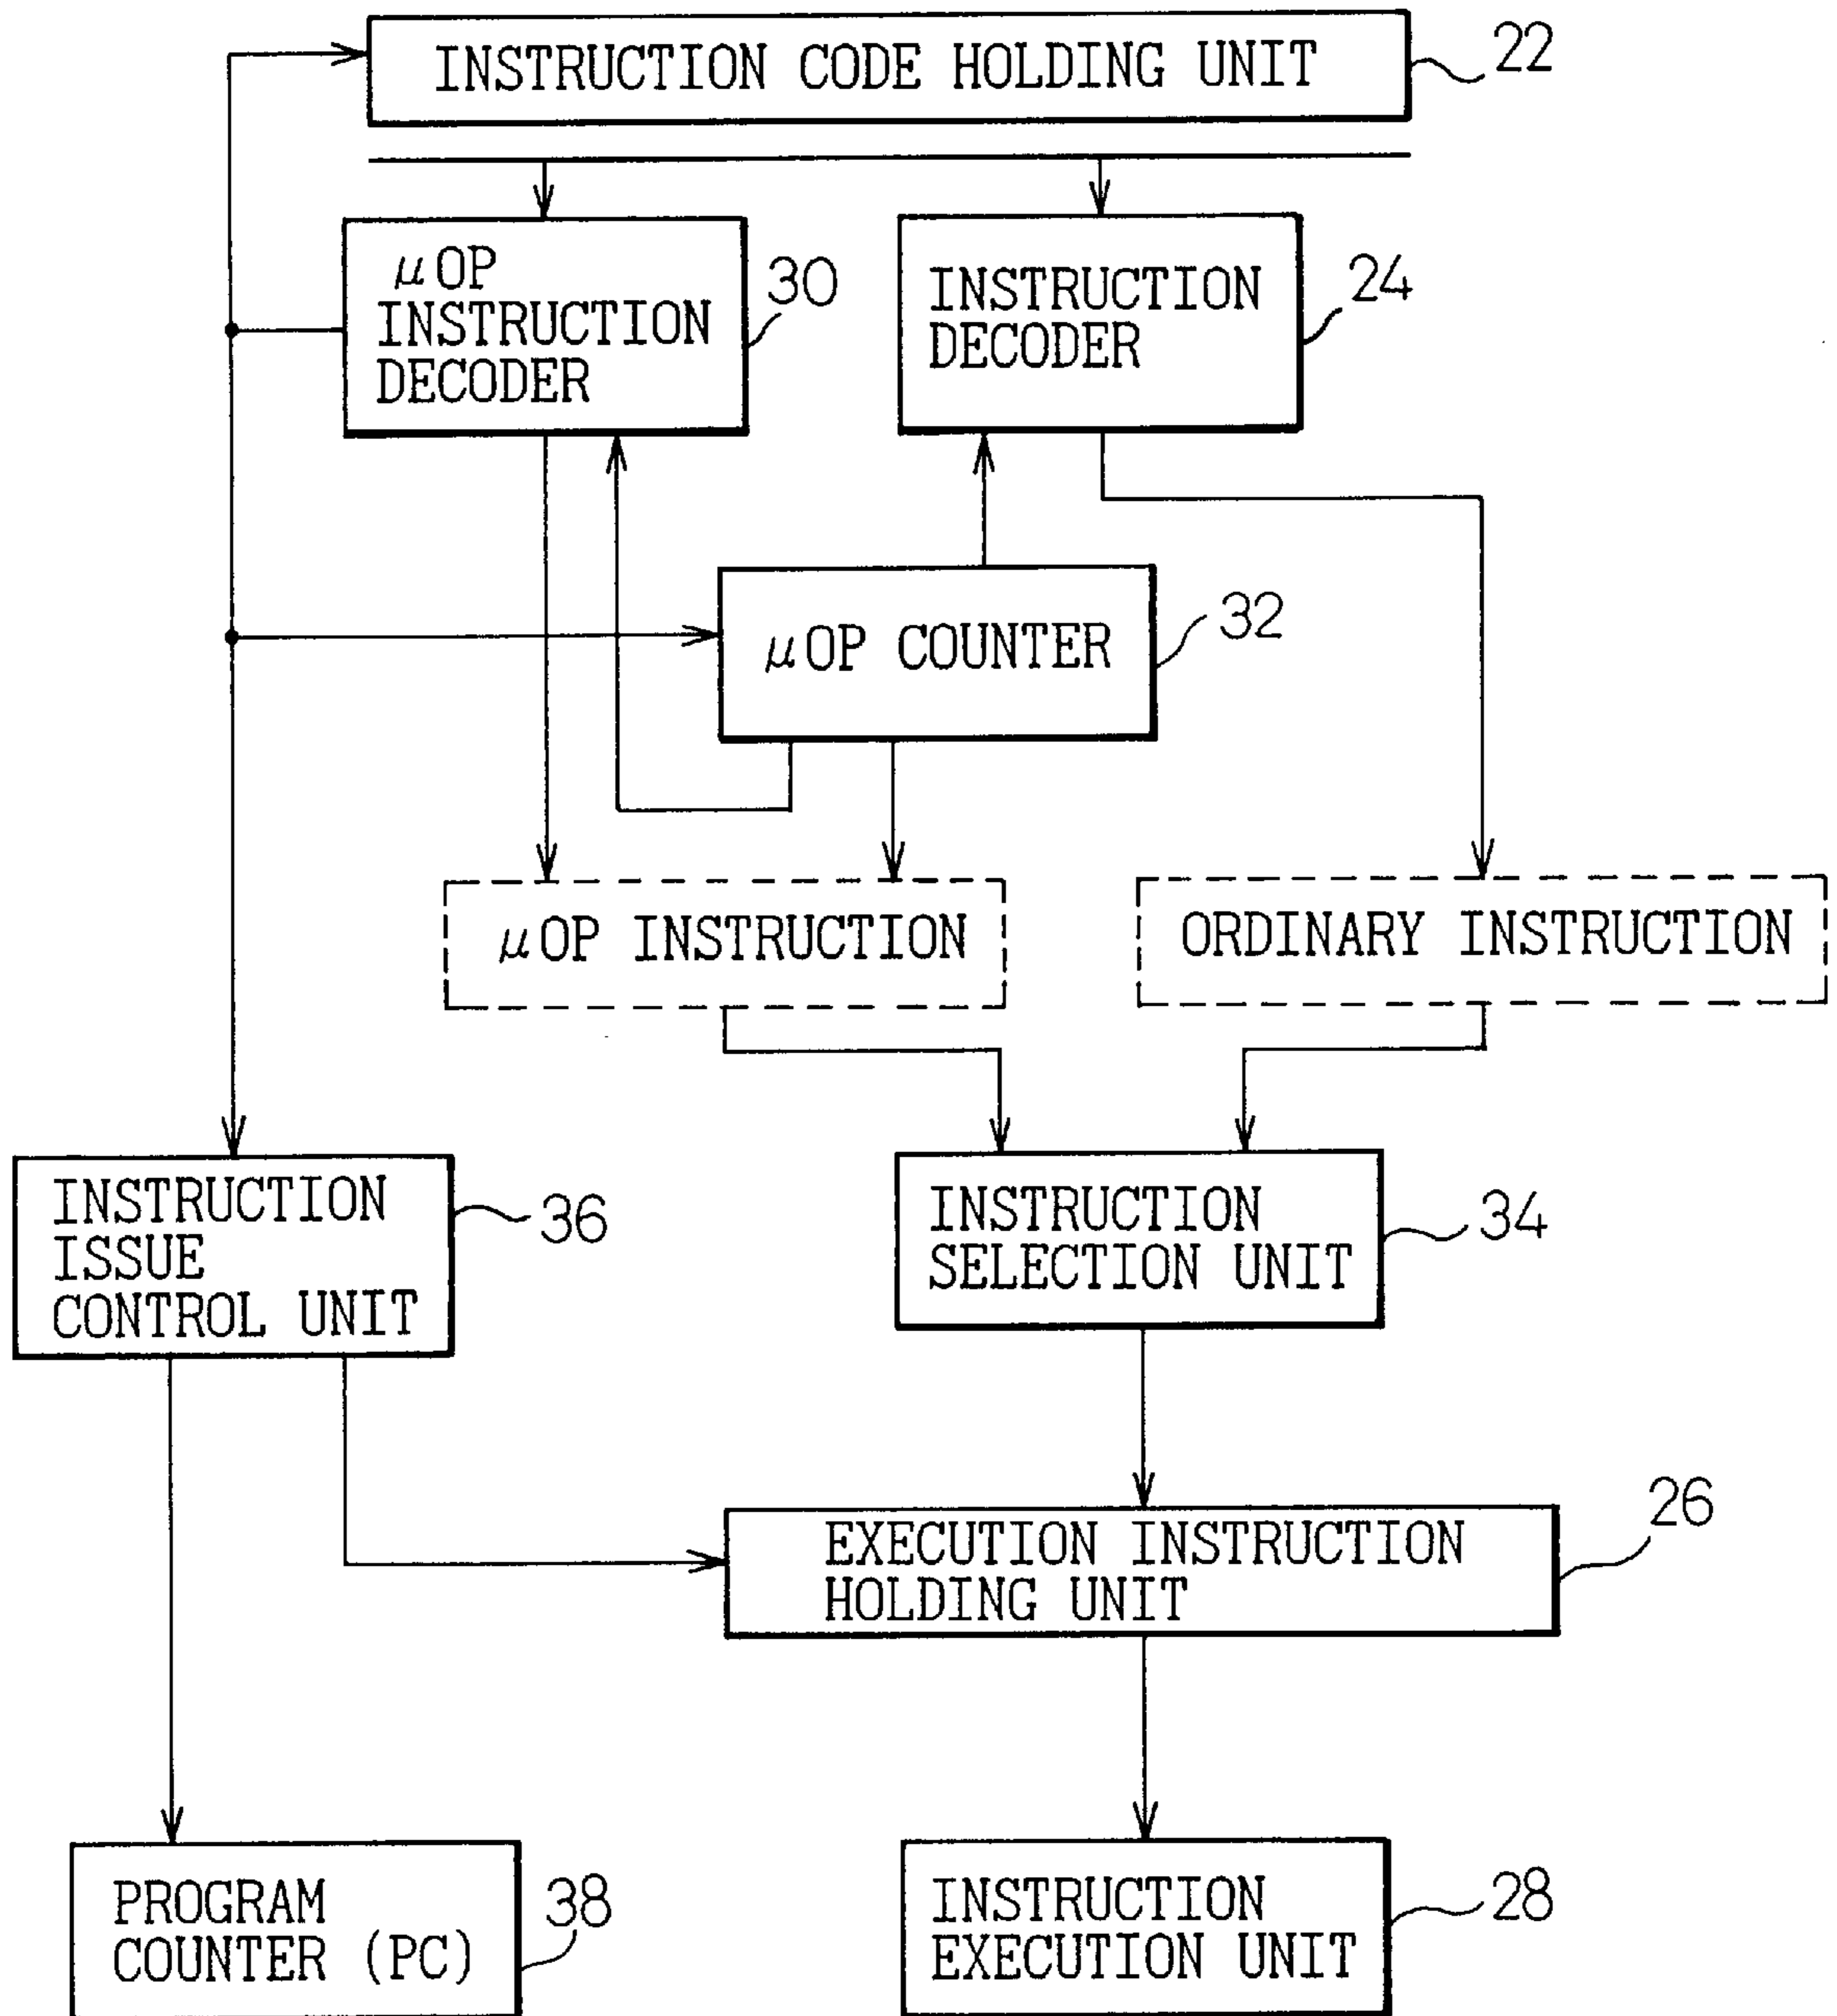 INSTRUCTION CODE HOLDING UNIT
22
μOP
INSTRUCTION
DECODER
30
INSTRUCTION
DECODER
24
μOP COUNTER
32
μOP INSTRUCTION
ORDINARY INSTRUCTION
INSTRUCTION
ISSUE
CONTROL UNIT
36
INSTRUCTION
SELECTION UNIT
34
EXECUTION INSTRUCTION
HOLDING UNIT
26
PROGRAM
COUNTER (PC)
38
INSTRUCTION
EXECUTION UNIT
28